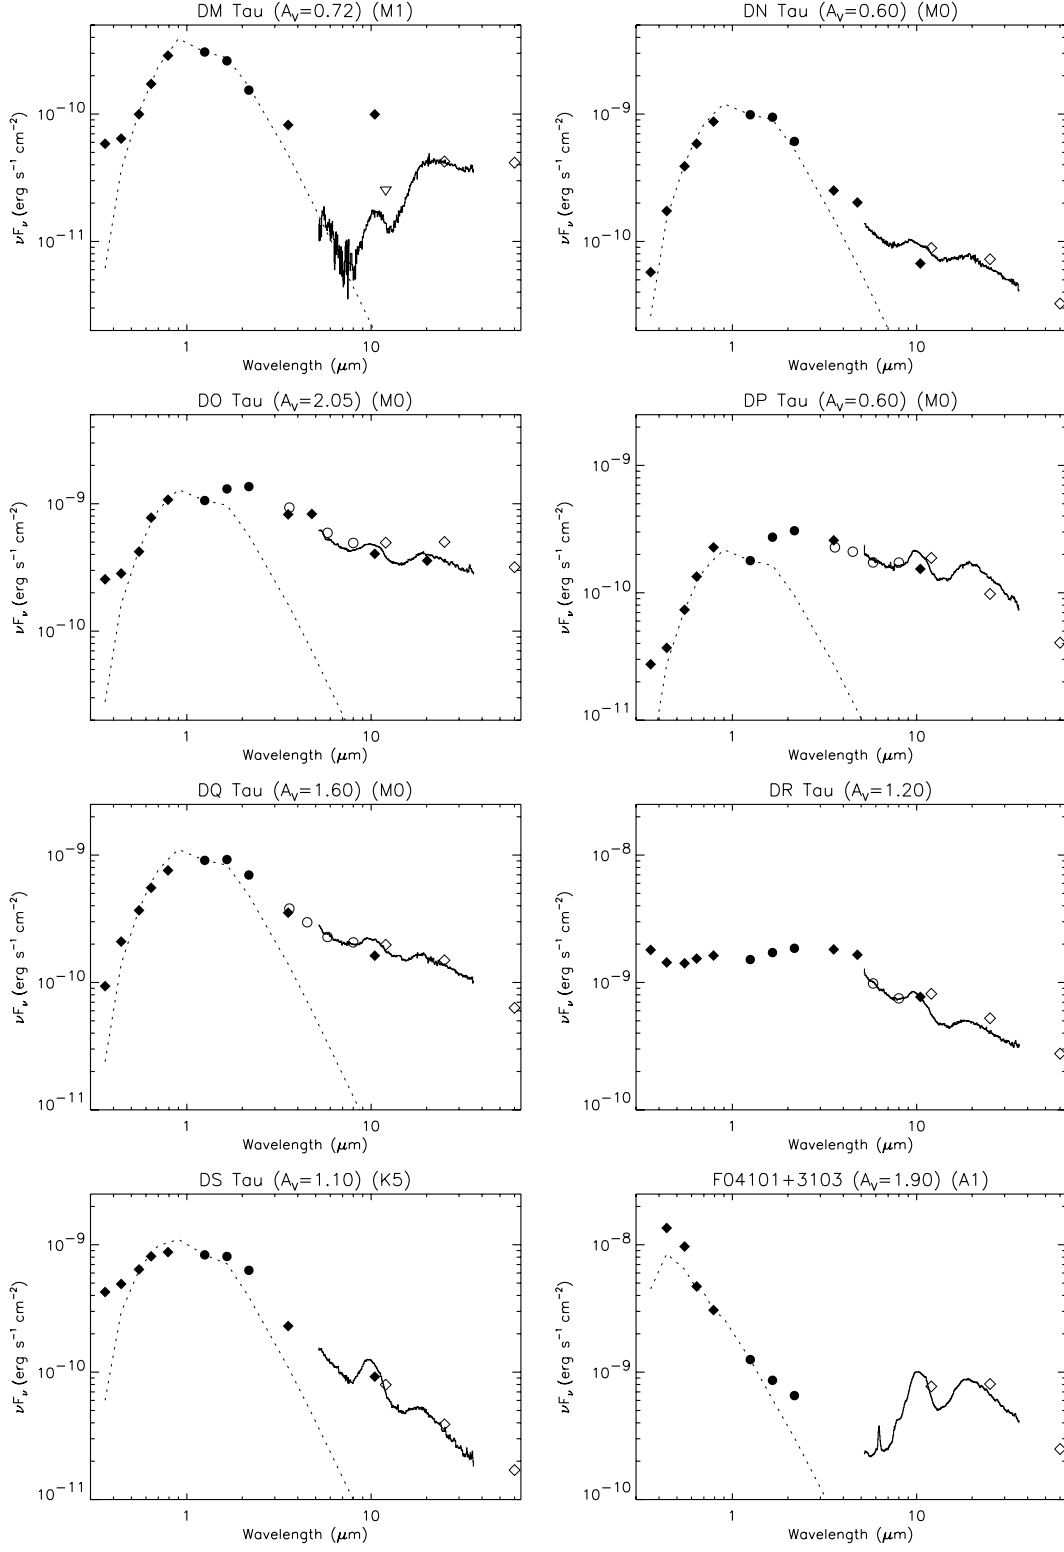 DM Tau (A_V=0.72) (M1)
νF_ν (erg s⁻¹ cm⁻²)
10⁻¹⁰
10⁻¹¹
1
10
Wavelength (μm)
DN Tau (A_V=0.60) (M0)
νF_ν (erg s⁻¹ cm⁻²)
10⁻⁹
10⁻¹⁰
1
10
Wavelength (μm)
DO Tau (A_V=2.05) (M0)
νF_ν (erg s⁻¹ cm⁻²)
10⁻⁹
10⁻¹⁰
1
10
Wavelength (μm)
DP Tau (A_V=0.60) (M0)
νF_ν (erg s⁻¹ cm⁻²)
10⁻⁹
10⁻¹⁰
10⁻¹¹
1
10
Wavelength (μm)
DQ Tau (A_V=1.60) (M0)
νF_ν (erg s⁻¹ cm⁻²)
10⁻⁹
10⁻¹⁰
10⁻¹¹
1
10
Wavelength (μm)
DR Tau (A_V=1.20)
νF_ν (erg s⁻¹ cm⁻²)
10⁻⁸
10⁻⁹
10⁻¹⁰
1
10
Wavelength (μm)
DS Tau (A_V=1.10) (K5)
νF_ν (erg s⁻¹ cm⁻²)
10⁻⁹
10⁻¹⁰
10⁻¹¹
1
10
Wavelength (μm)
F04101+3103 (A_V=1.90) (A1)
νF_ν (erg s⁻¹ cm⁻²)
10⁻⁸
10⁻⁹
10⁻¹⁰
1
10
Wavelength (μm)